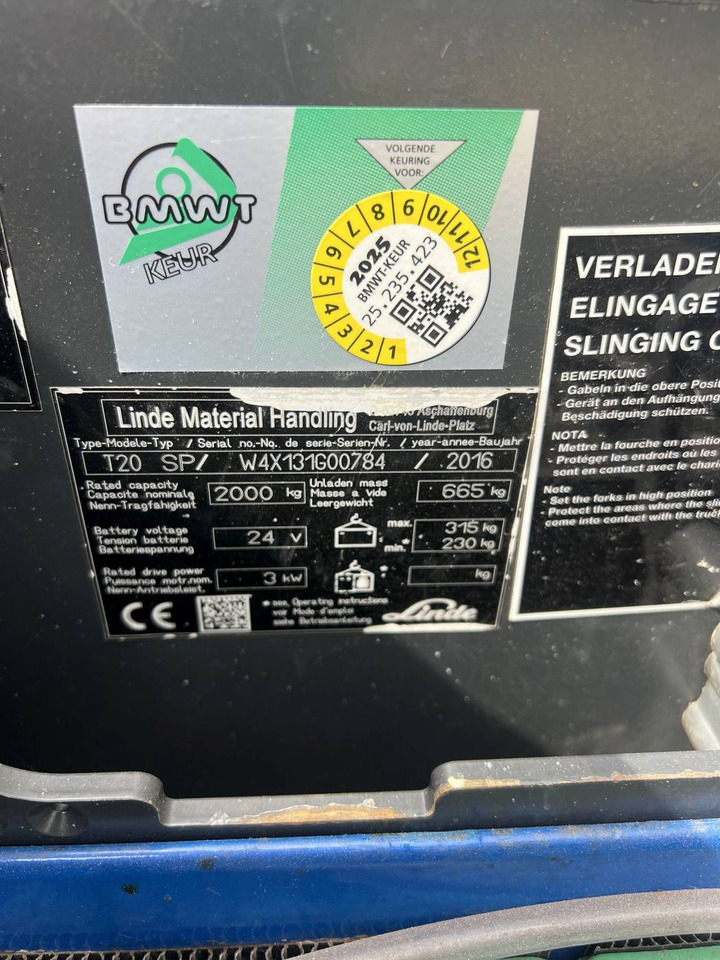 BMWT
KEUR
VOLGENDE
KEURING
VOOR:
1 2 3 4 5 6 7 8 9 10 11 12
2025
BMWT-KEUR
25.235.423
Linde Material Handling
Aschaffenburg
Carl-von-Linde-Platz
Type-Modele-Typ / Serial no.-No. de serie-Serien-Nr. / year-annee-Baujahr
T20 SP/ W4X131G00784 / 2016
Rated capacity
Capacite nominale
Nenn-Tragfähigkeit
2000 kg
Unladen mass
Masse a vide
Leergewicht
665 kg
Battery voltage
Tension batterie
Batteriespannung
24 V
max. 315 kg
min.* 230 kg
Rated drive power
Puissance motr.nom.
Nenn-Antriebsleist.
3 kW
kg
CE
* see Operating instructions
voir Mode d'emploi
siehe Betriebsanleitung
Linde
VERLADE
ELINGAGE
SLINGING
BEMERKUNG
- Gabeln in die obere Posit
- Gerät an den Aufhängung
Beschädigung schützen.
NOTA
- Mettre la fourche en positio
- Protéger les endroits où les
sont en contact avec le chari
Note
- Set the forks in high position
- Protect the areas where the sli
come into contact with the truc